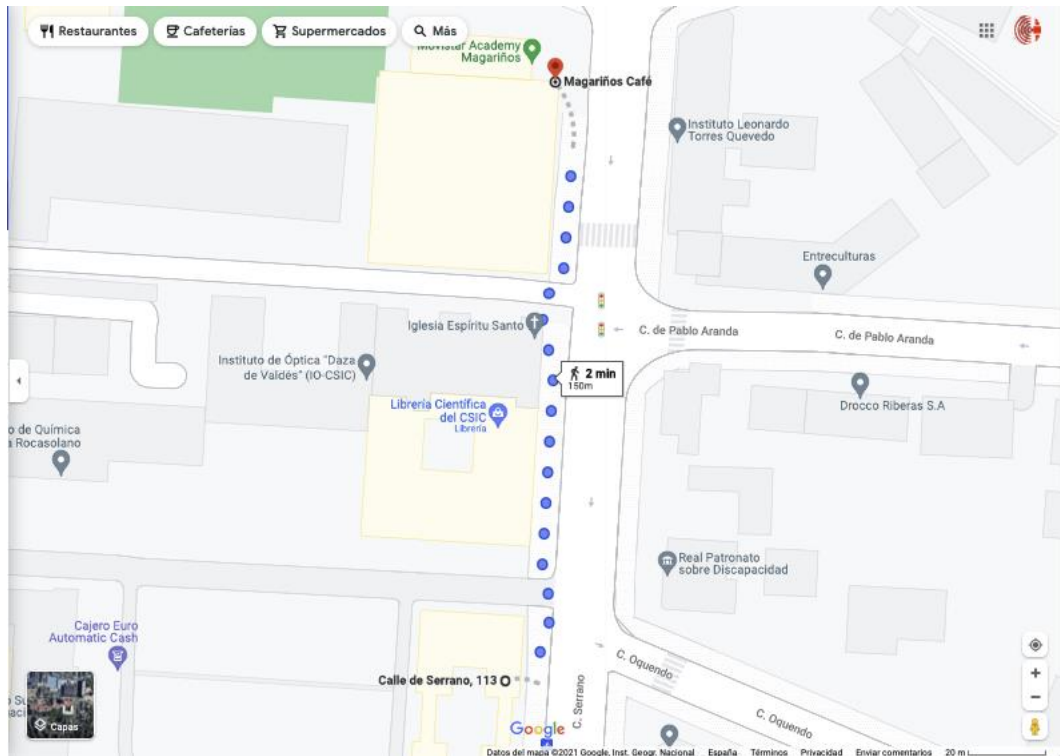 Restaurantes
Cafeterías
Supermercados
Más
Movistar Academy
Magariños
Magariños Café
Instituto Leonardo
Torres Quevedo
Entreculturas
Iglesia Espíritu Santo
C. de Pablo Aranda
C. de Pablo Aranda
Instituto de Óptica "Daza
de Valdés" (IO-CSIC)
2 min
150m
Librería Científica
del CSIC
Librería
Drocco Riberas S.A
o de Química
a Rocasolano
Real Patronato
sobre Discapacidad
Cajero Euro
Automatic Cash
C. Oquendo
Calle de Serrano, 113
C. Serrano
C. Oquendo
Capas
Google
Datos del mapa ©2021 Google, Inst. Geogr. Nacional España Términos Privacidad Enviar comentarios 20 m